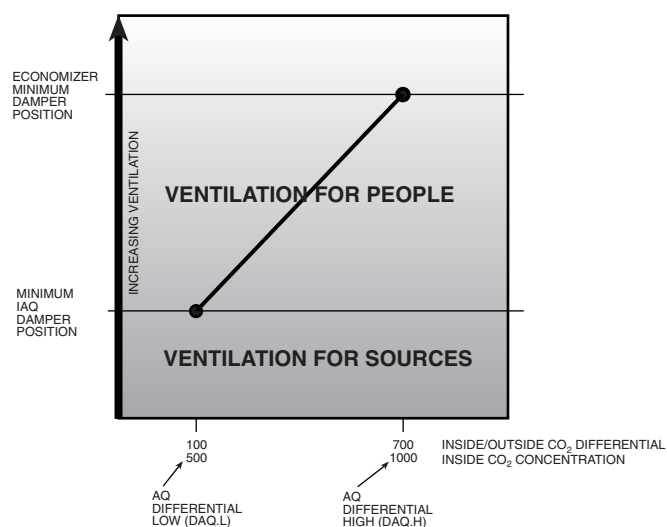 ECONOMIZER
MINIMUM
DAMPER
POSITION
INCREASING VENTILATION
VENTILATION FOR PEOPLE
MINIMUM
IAQ
DAMPER
POSITION
VENTILATION FOR SOURCES
100 700 INSIDE/OUTSIDE CO₂ DIFFERENTIAL
500 1000 INSIDE CO₂ CONCENTRATION
AQ
DIFFERENTIAL
LOW (DAQ.L)
AQ
DIFFERENTIAL
HIGH (DAQ.H)